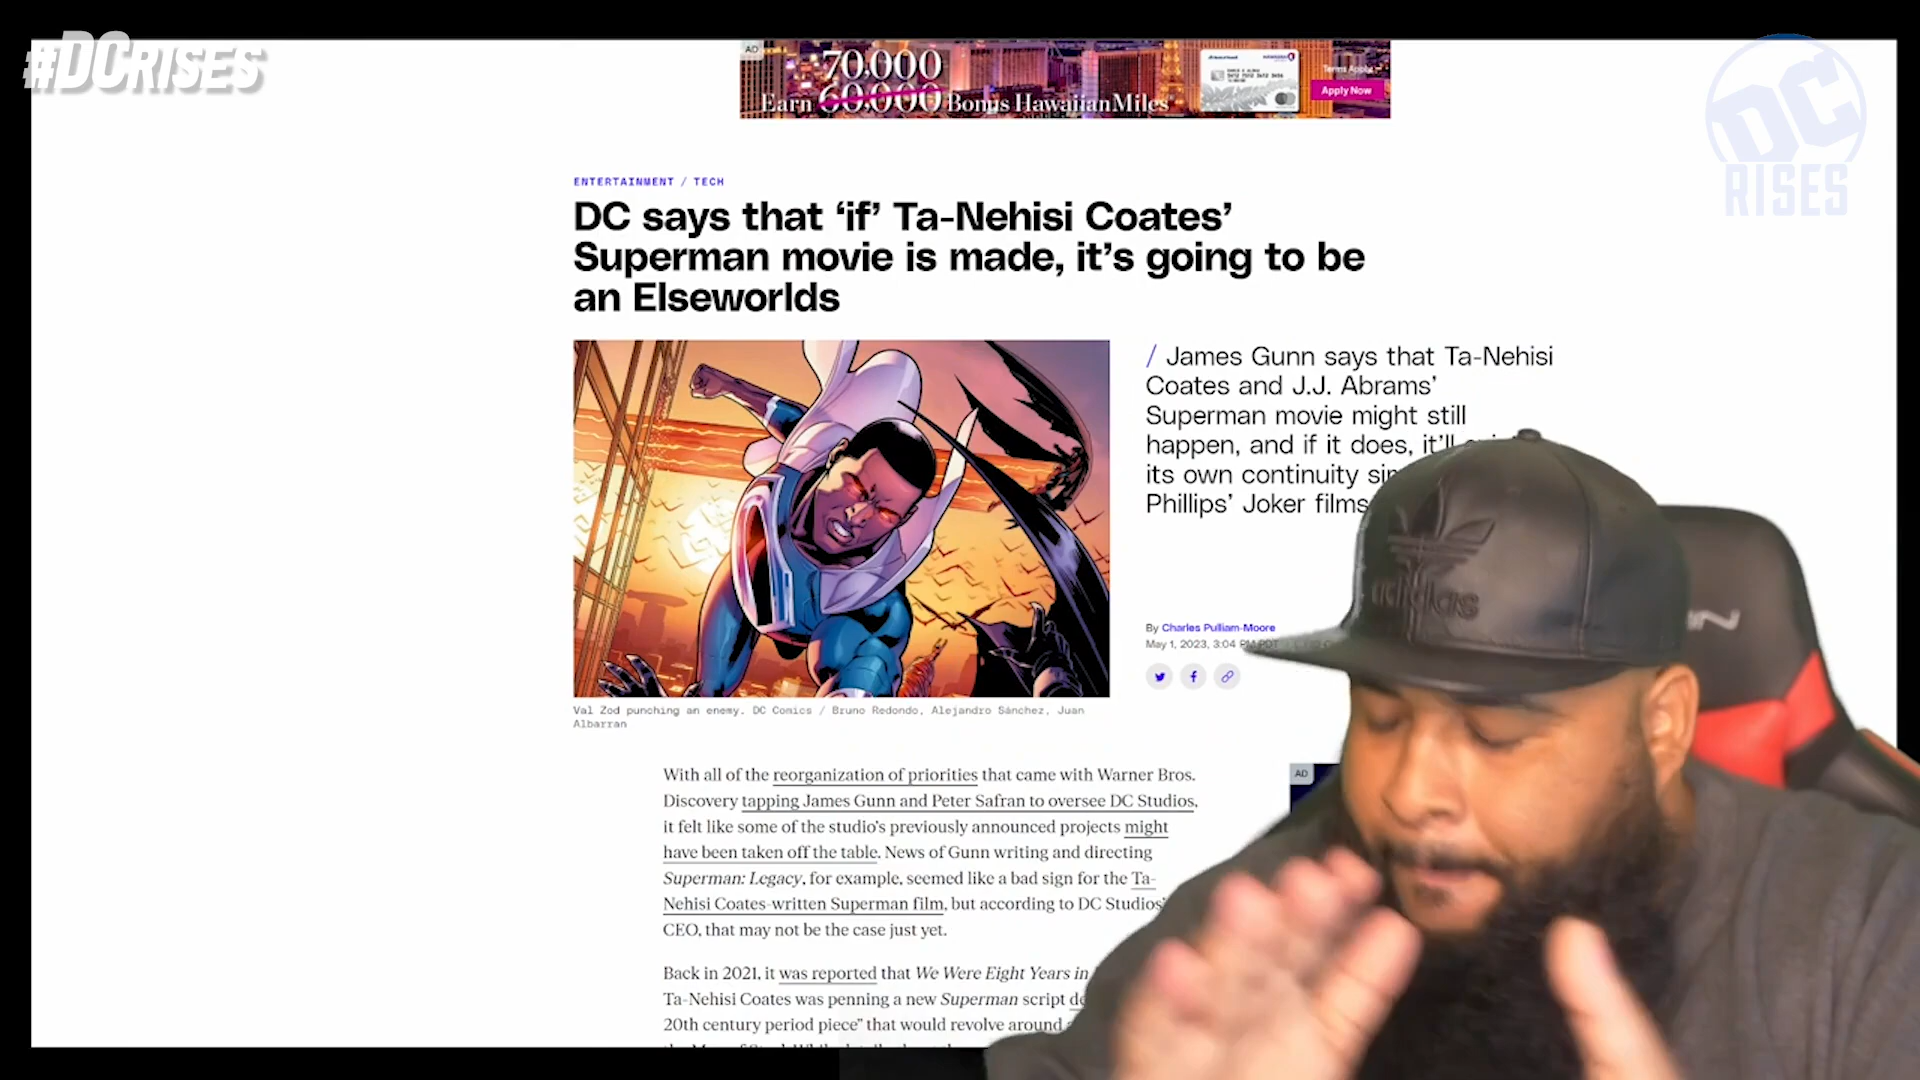 #DCRISES
DC
RISES
AD
70,000
Earn 60,000 Bonus HawaiianMiles
Terms Apply
Apply Now
ENTERTAINMENT / TECH
DC says that ‘if’ Ta-Nehisi Coates’
Superman movie is made, it’s going to be
an Elseworlds
/ James Gunn says that Ta-Nehisi
Coates and J.J. Abrams’
Superman movie might still
happen, and if it does, it’ll
its own continuity
Phillips’ Joker films
By Charles Pulliam-Moore
May 1, 2023, 3:04 PM PDT
Val Zod punching an enemy. DC Comics / Bruno Redondo, Alejandro Sánchez, Juan
Albarran
With all of the reorganization of priorities that came with Warner Bros.
Discovery tapping James Gunn and Peter Safran to oversee DC Studios,
it felt like some of the studio’s previously announced projects might
have been taken off the table. News of Gunn writing and directing
Superman: Legacy, for example, seemed like a bad sign for the Ta-
Nehisi Coates-written Superman film, but according to DC Studios’
CEO, that may not be the case just yet.
Back in 2021, it was reported that We Were Eight Years in
Ta-Nehisi Coates was penning a new Superman script
20th century period piece” that would revolve around
AD
adidas